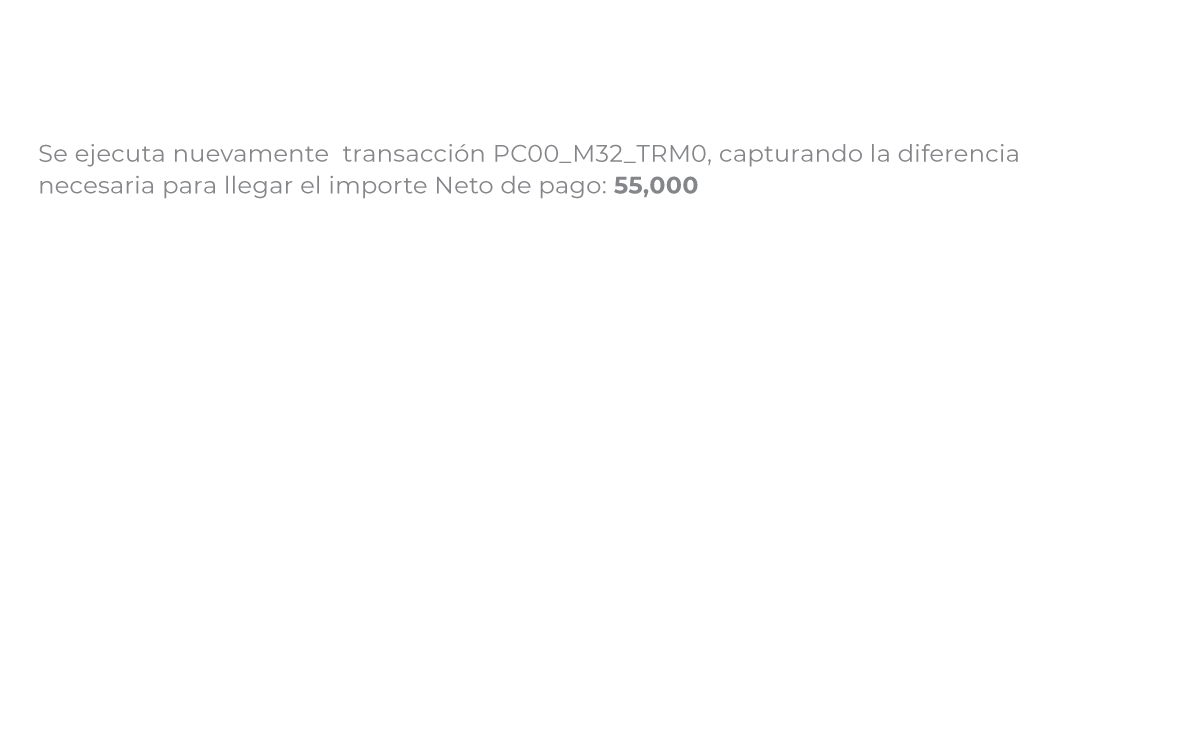 Se ejecuta nuevamente  transacción PC00_M32_TRM0, capturando la diferencia
necesaria para llegar el importe Neto de pago: 55,000